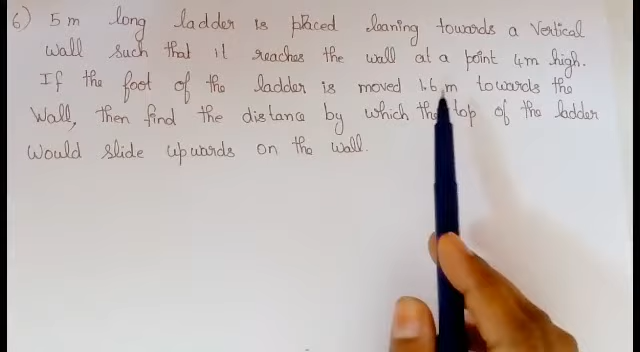 6) 5 m long ladder is placed leaning towards a vertical
wall such that it reaches the wall at a point 4m high.
If the foot of the ladder is moved 1.6 m towards the
Wall, then find the distance by which the top of the ladder
would slide upwards on the wall.